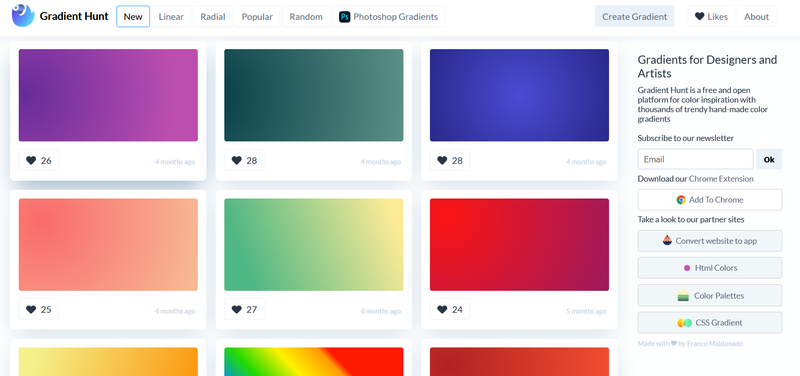 Gradient Hunt
New
Linear
Radial
Popular
Random
Ps
Photoshop Gradients
Create Gradient
Likes
About
26
4 months ago
28
4 months ago
28
4 months ago
25
4 months ago
27
4 months ago
24
5 months ago
Gradients for Designers and
Artists
Gradient Hunt is a free and open
platform for color inspiration with
thousands of trendy hand-made color
gradients
Subscribe to our newsletter
Email
Ok
Download our Chrome Extension
Add To Chrome
Take a look to our partner sites
Convert website to app
Html Colors
Color Palettes
CSS Gradient
Made with by Franco Maldonado